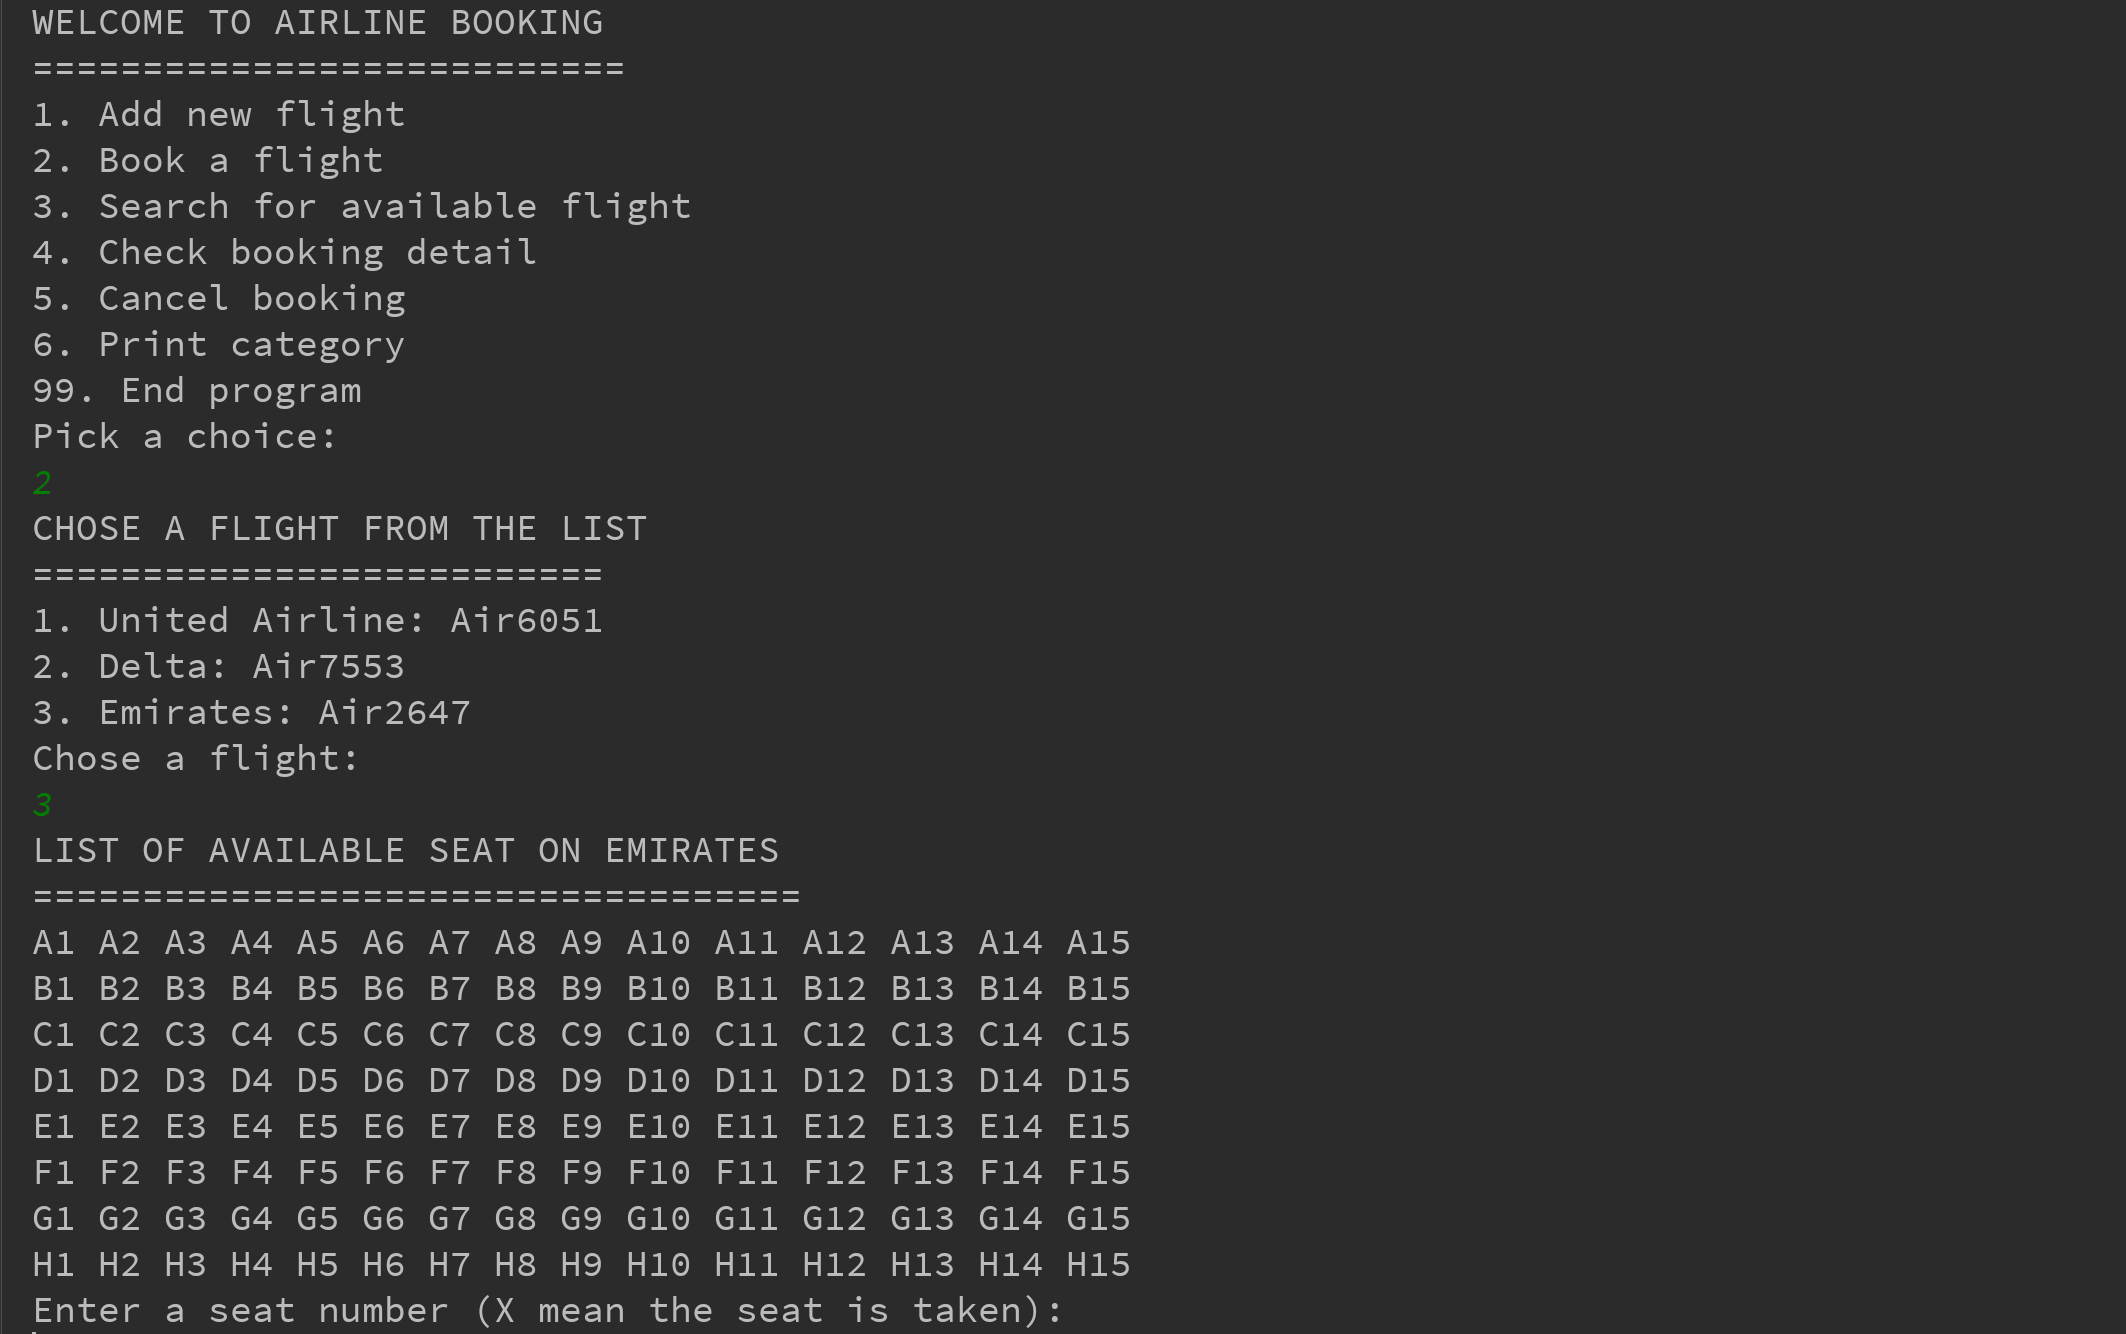 WELCOME TO AIRLINE BOOKING
===========================
1. Add new flight
2. Book a flight
3. Search for available flight
4. Check booking detail
5. Cancel booking
6. Print category
99. End program
Pick a choice:
2
CHOSE A FLIGHT FROM THE LIST
==========================
1. United Airline: Air6051
2. Delta: Air7553
3. Emirates: Air2647
Chose a flight:
3
LIST OF AVAILABLE SEAT ON EMIRATES
===================================
A1 A2 A3 A4 A5 A6 A7 A8 A9 A10 A11 A12 A13 A14 A15
B1 B2 B3 B4 B5 B6 B7 B8 B9 B10 B11 B12 B13 B14 B15
C1 C2 C3 C4 C5 C6 C7 C8 C9 C10 C11 C12 C13 C14 C15
D1 D2 D3 D4 D5 D6 D7 D8 D9 D10 D11 D12 D13 D14 D15
E1 E2 E3 E4 E5 E6 E7 E8 E9 E10 E11 E12 E13 E14 E15
F1 F2 F3 F4 F5 F6 F7 F8 F9 F10 F11 F12 F13 F14 F15
G1 G2 G3 G4 G5 G6 G7 G8 G9 G10 G11 G12 G13 G14 G15
H1 H2 H3 H4 H5 H6 H7 H8 H9 H10 H11 H12 H13 H14 H15
Enter a seat number (X mean the seat is taken):